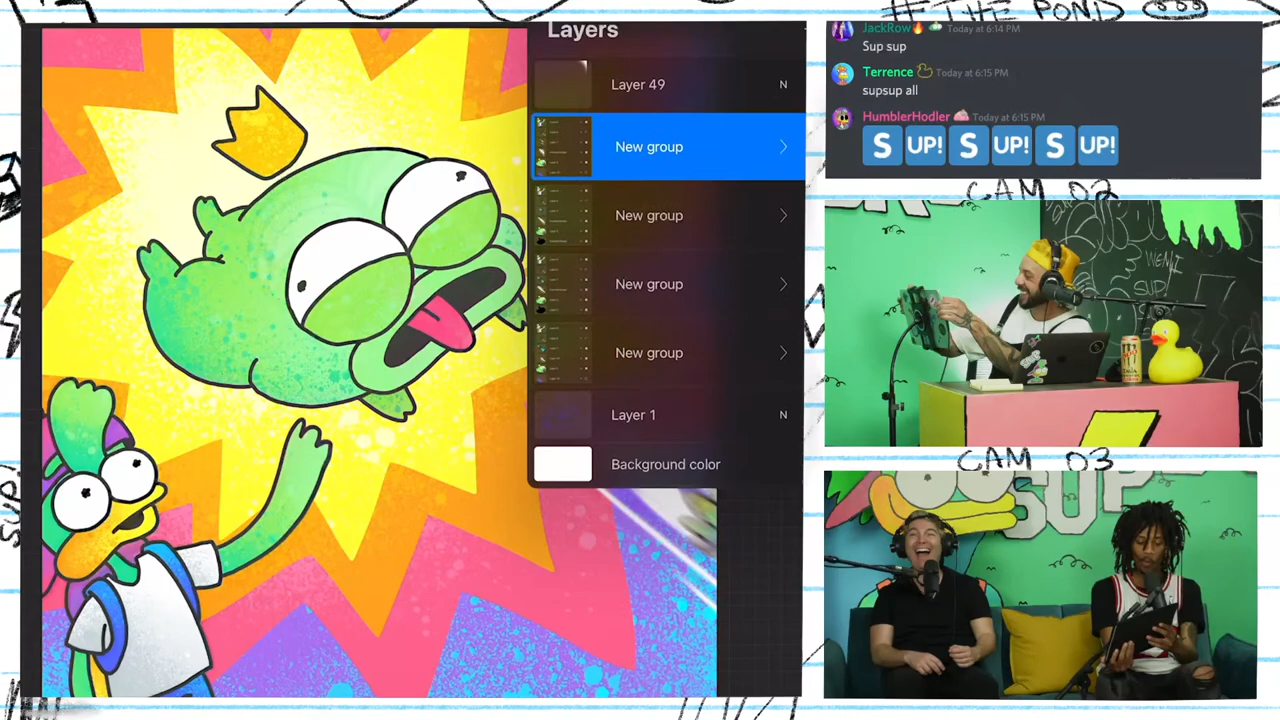 # THE POND
Layers
Layer 49 N
New group
New group
New group
New group
Layer 1 N
Background color
JackRow Today at 6:14 PM
Sup sup
Terrence Today at 6:15 PM
supsup all
HumblerHodler Today at 6:15 PM
S UP! S UP! S UP!
CAM 02
SUP!
CAM 03
SUP
SUP